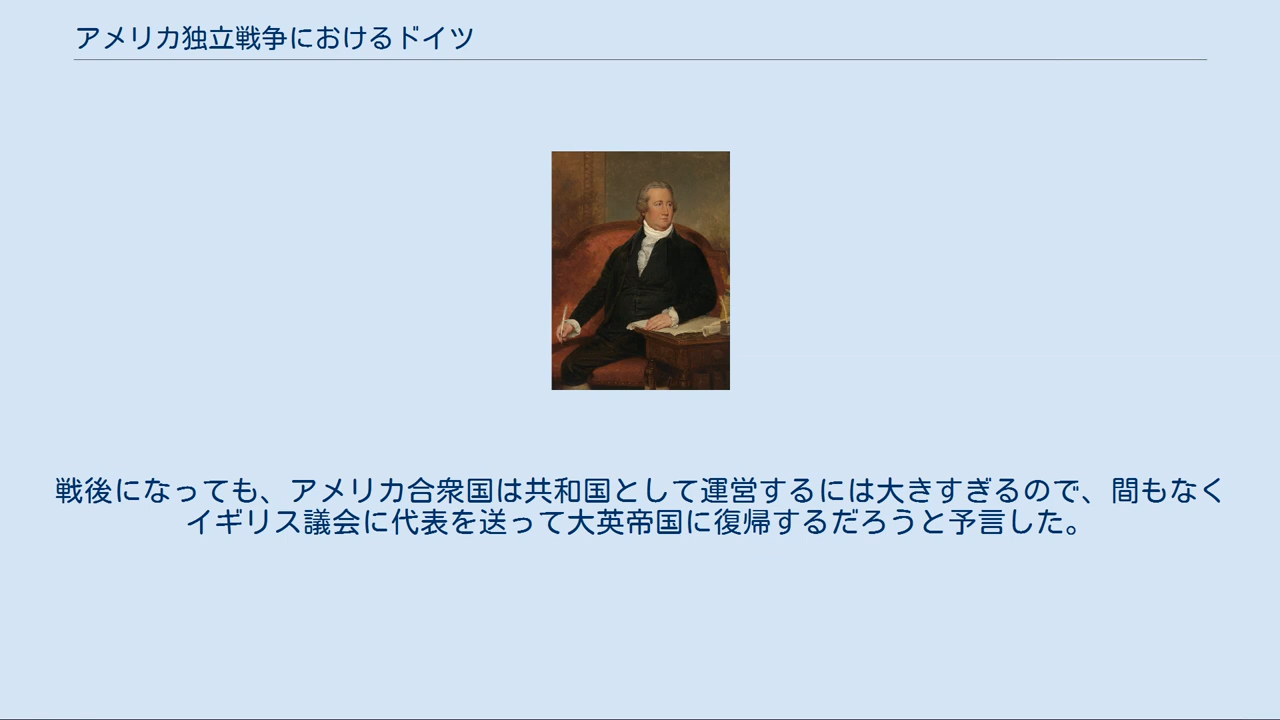 アメリカ独立戦争におけるドイツ
戦後になっても、アメリカ合衆国は共和国として運営するには大きすぎるので、間もなく
イギリス議会に代表を送って大英帝国に復帰するだろうと予言した。